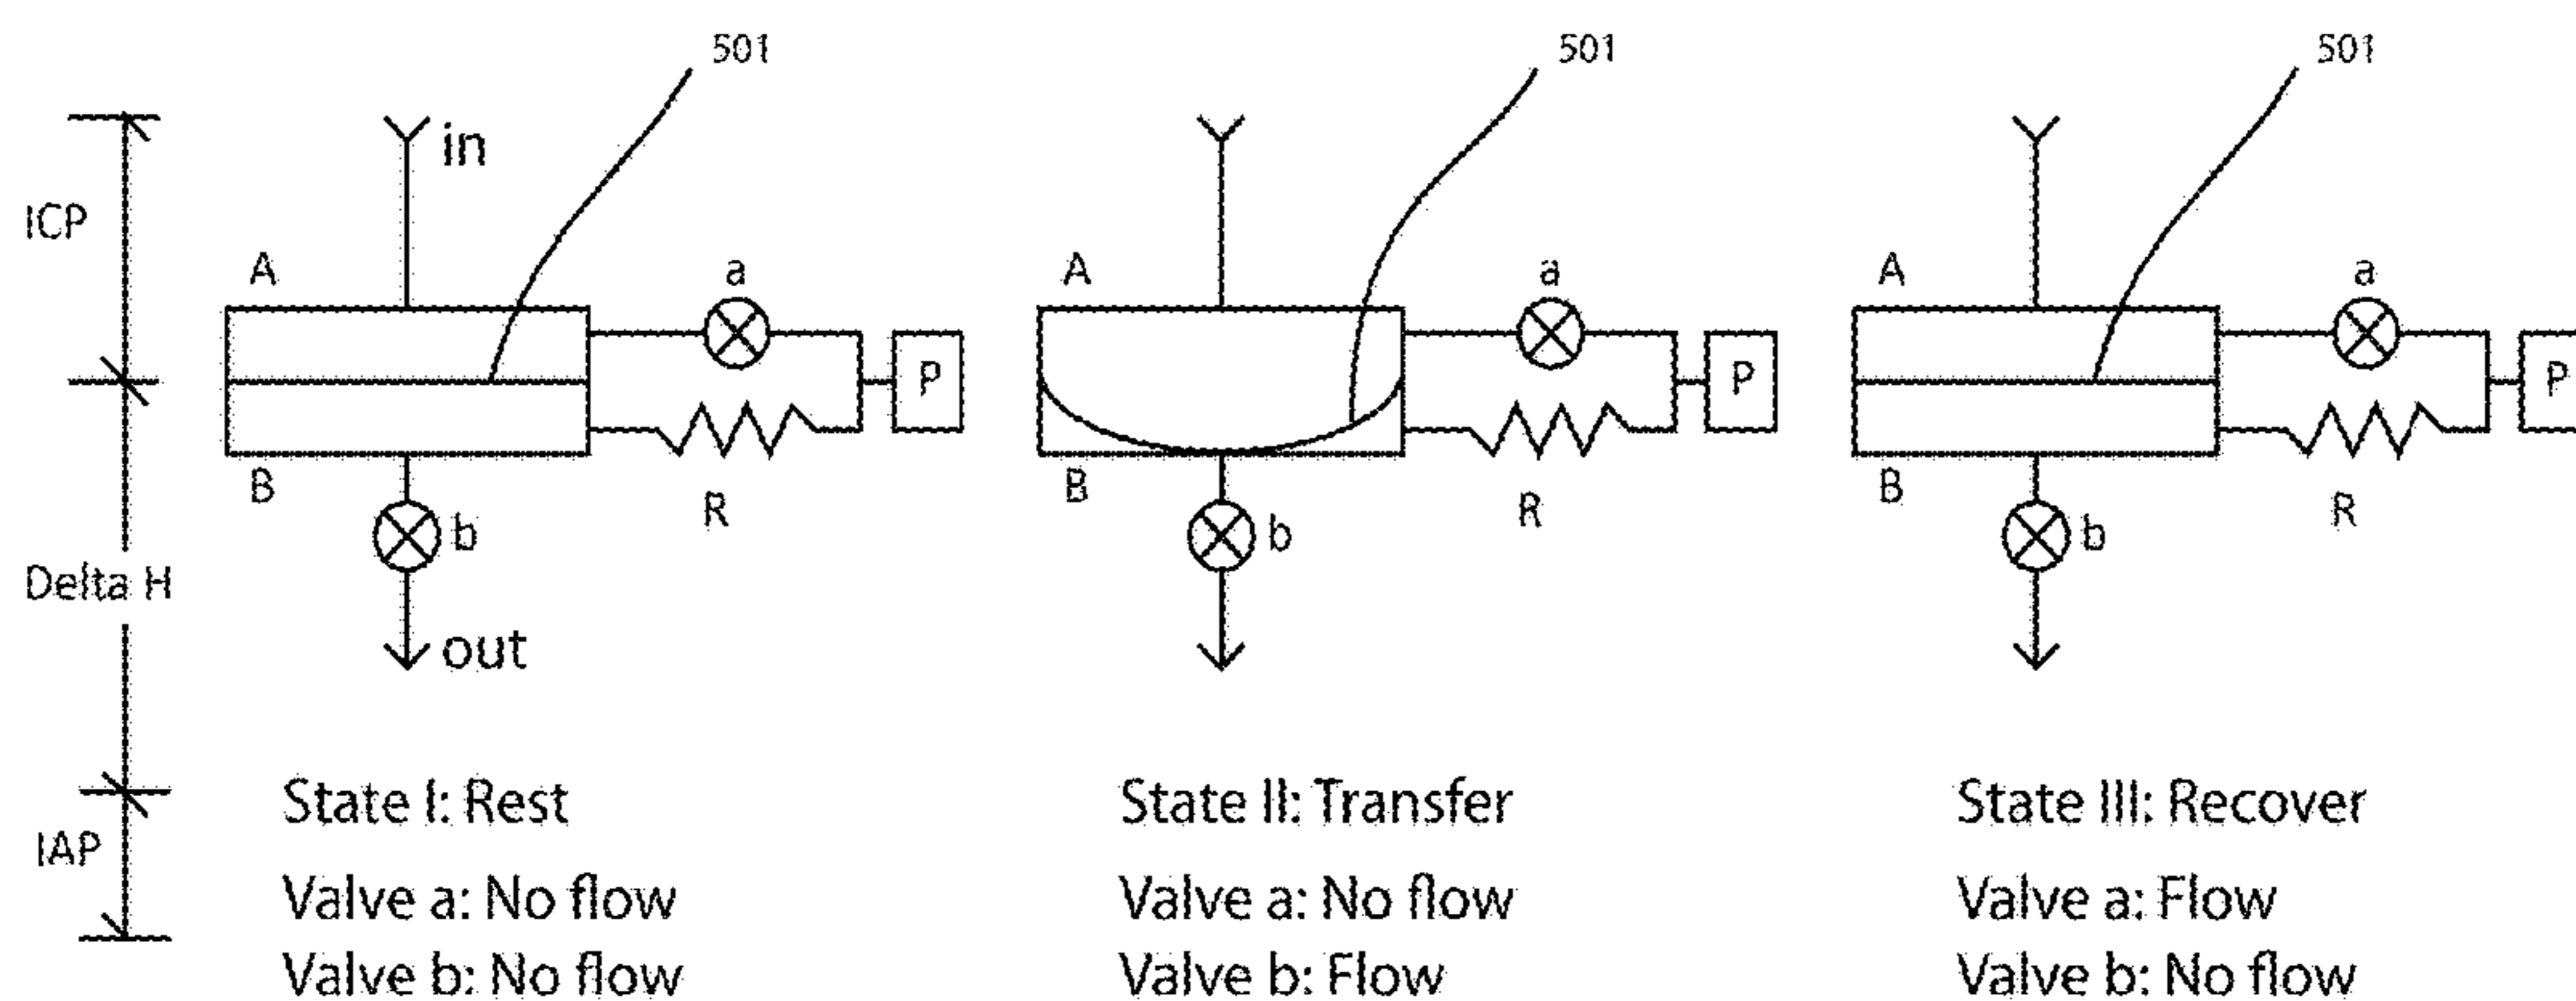 501
501
501
in
ICP
A
a
A
a
A
a
P
P
P
B
R
B
R
B
R
b
b
b
Delta H
out
State I: Rest
State II: Transfer
State III: Recover
IAP
Valve a: No flow
Valve a: No flow
Valve a: Flow
Valve b: No flow
Valve b: Flow
Valve b: No flow